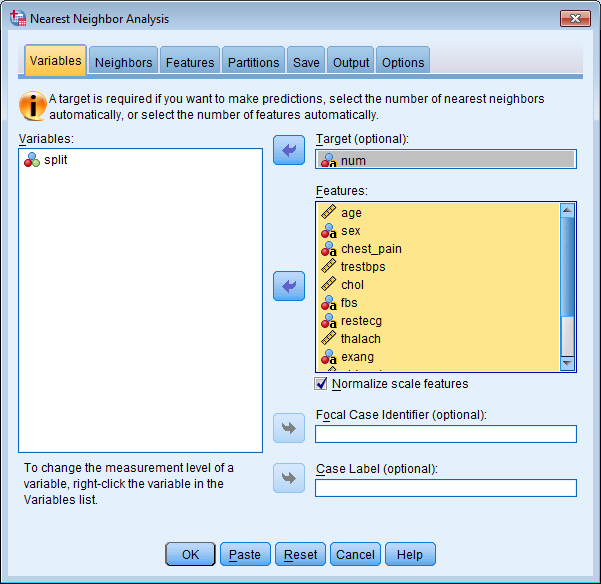 Nearest Neighbor Analysis
Variables Neighbors Features Partitions Save Output Options
A target is required if you want to make predictions, select the number of nearest neighbors
automatically, or select the number of features automatically.
Variables:
split
Target (optional):
num
Features:
age
sex
chest_pain
trestbps
chol
fbs
restecg
thalach
exang
Normalize scale features
Focal Case Identifier (optional):
Case Label (optional):
To change the measurement level of a
variable, right-click the variable in the
Variables list.
OK Paste Reset Cancel Help